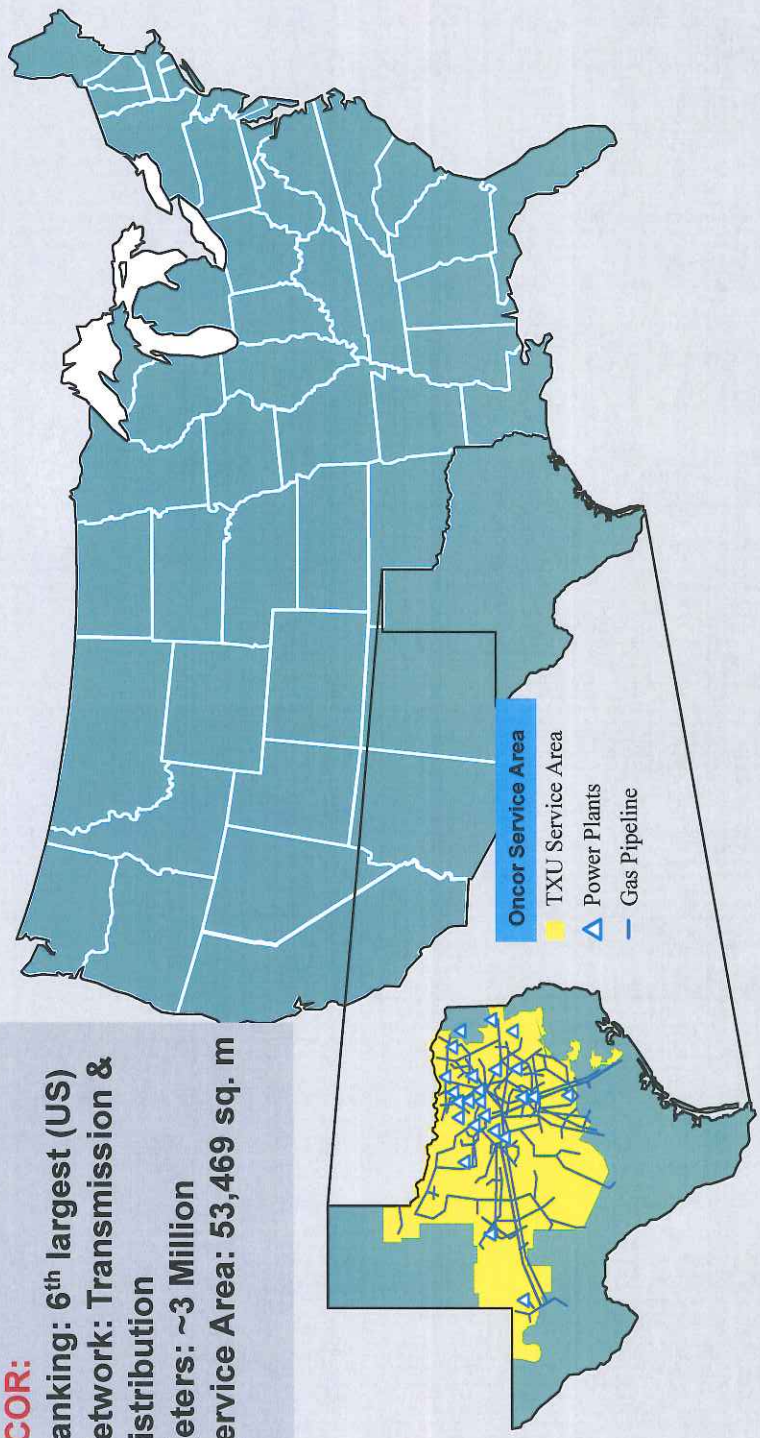 COR:
anking: 6th largest (US)
etwork: Transmission &
istribution
eters: ~3 Million
ervice Area: 53,469 sq. m
Oncor Service Area
TXU Service Area
Power Plants
Gas Pipeline